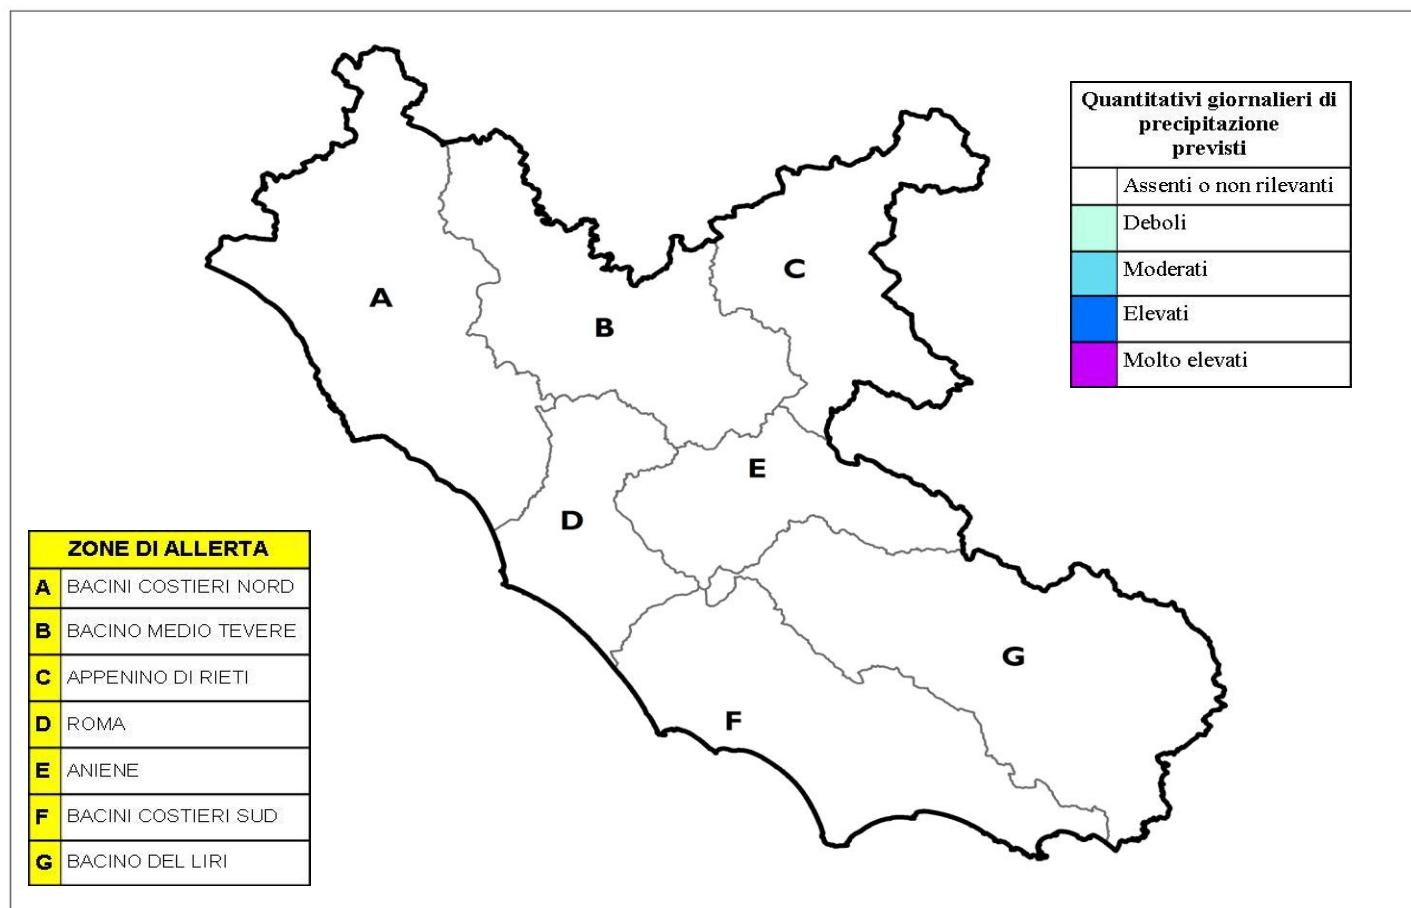 Quantitativi giornalieri di
precipitazione
previsti
Assenti o non rilevanti
Deboli
Moderati
Elevati
Molto elevati
A
B
C
D
E
F
G
ZONE DI ALLERTA
A BACINI COSTIERI NORD
B BACINO MEDIO TEVERE
C APPENINO DI RIETI
D ROMA
E ANIENE
F BACINI COSTIERI SUD
G BACINO DEL LIRI